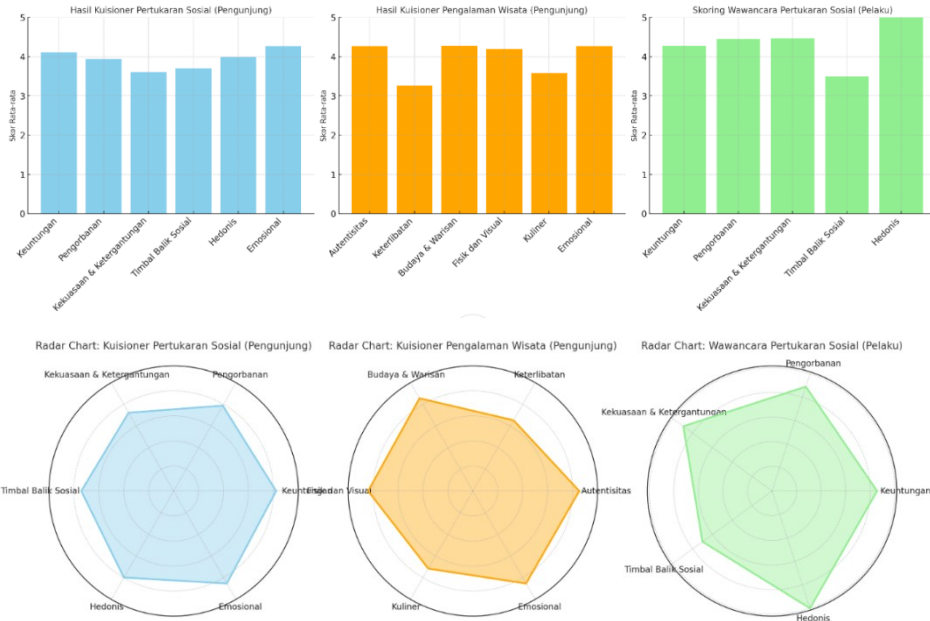 Hasil Kuisioner Pertukaran Sosial (Pengunjung)
5
4
3
2
1
0
Skor Rata-rata
Keuntungan
Pengorbanan
Kekuasaan & Ketergantungan
Timbal Balik Sosial
Hedonis
Emosional
Hasil Kuisioner Pengalaman Wisata (Pengunjung)
5
4
3
2
1
0
Skor Rata-rata
Autentisitas
Keterlibatan
Budaya & Warisan
Fisik dan Visual
Kuliner
Emosional
Skoring Wawancara Pertukaran Sosial (Pelaku)
5
4
3
2
1
0
Skor Rata-rata
Keuntungan
Pengorbanan
Kekuasaan & Ketergantungan
Timbal Balik Sosial
Hedonis
Radar Chart: Kuisioner Pertukaran Sosial (Pengunjung)
Kekuasaan & Ketergantungan
Pengorbanan
Timbal Balik Sosial
Keuntungan
Hedonis
Emosional
Radar Chart: Kuisioner Pengalaman Wisata (Pengunjung)
Budaya & Warisan
Keterlibatan
Fisik dan Visual
Autentisitas
Kuliner
Emosional
Radar Chart: Wawancara Pertukaran Sosial (Pelaku)
Pengorbanan
Kekuasaan & Ketergantungan
Keuntungan
Timbal Balik Sosial
Hedonis